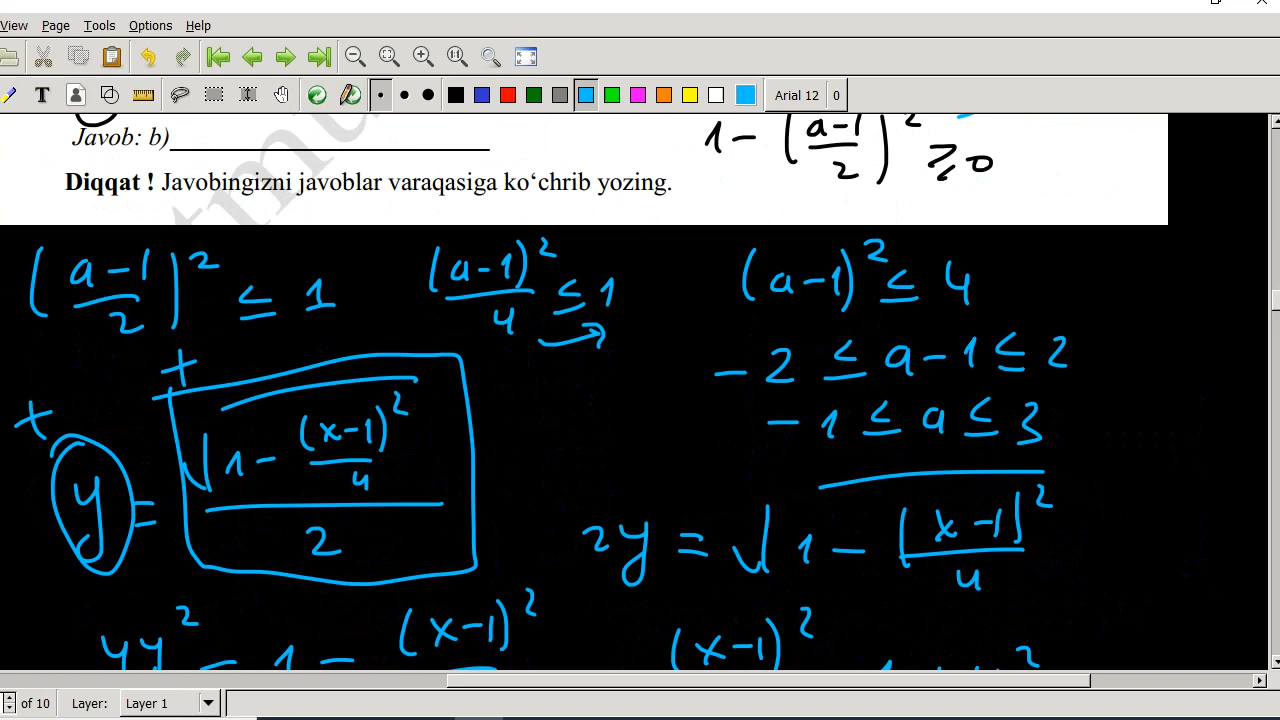 View Page Tools Options Help
T Arial 12 0
Javob: b)
1 - (a-1/2)^2 ≥ 0
Diqqat ! Javobingizni javoblar varaqasiga ko‘chrib yozing.
(a-1/2)^2 ≤ 1 (a-1)^2/4 ≤ 1 (a-1)^2 ≤ 4
-2 ≤ a-1 ≤ 2
-1 ≤ a ≤ 3
+ + y = √(1 - (x-1)^2/4)/2
2y = √(1 - (x-1)^2/4)
4y^2 = 1 - (x-1)^2 (x-1)^2
of 10 Layer: Layer 1